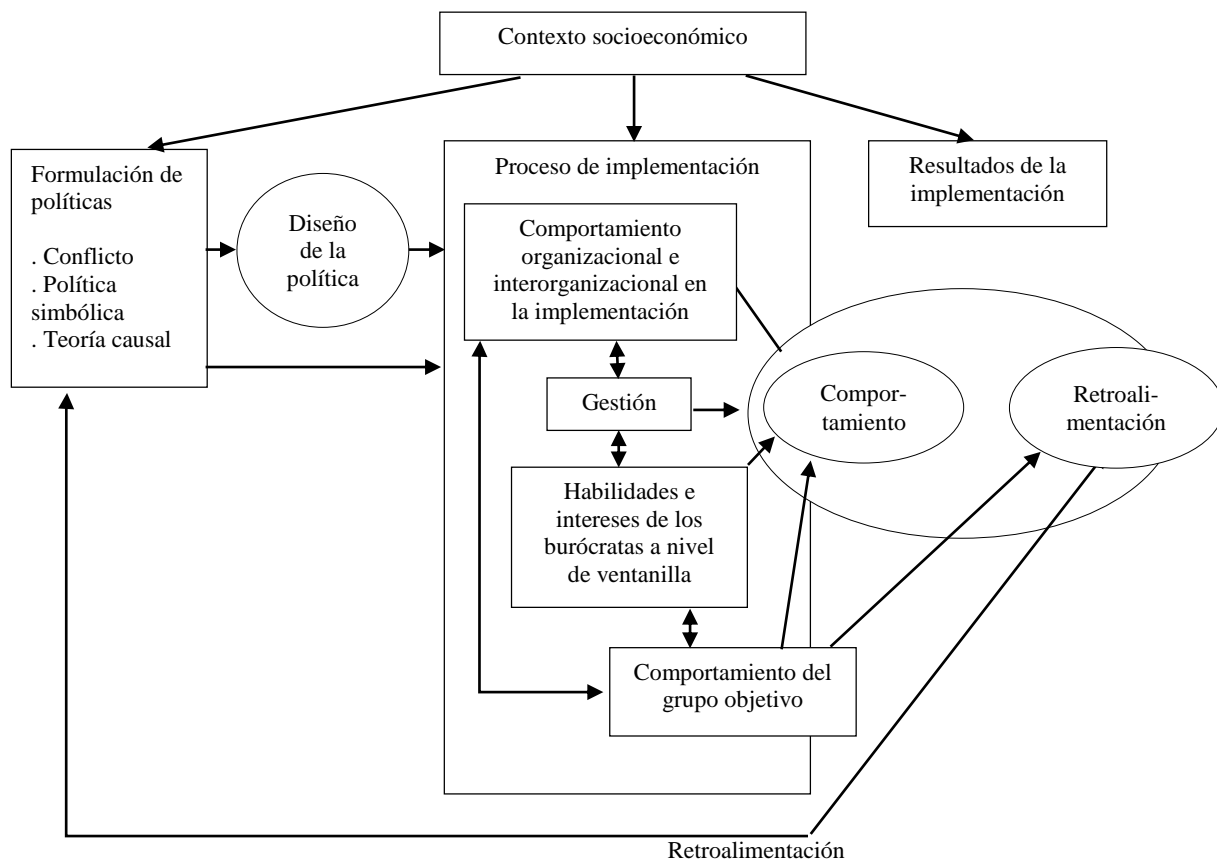 Contexto socioeconómico
Formulación de
políticas
. Conflicto
. Política
simbólica
. Teoría causal
Diseño
de la
política
Proceso de implementación
Comportamiento
organizacional e
interorganizacional en
la implementación
Gestión
Habilidades e
intereses de los
burócratas a nivel
de ventanilla
Comportamiento del
grupo objetivo
Resultados de la
implementación
Compor-
tamiento
Retroali-
mentación
Retroalimentación